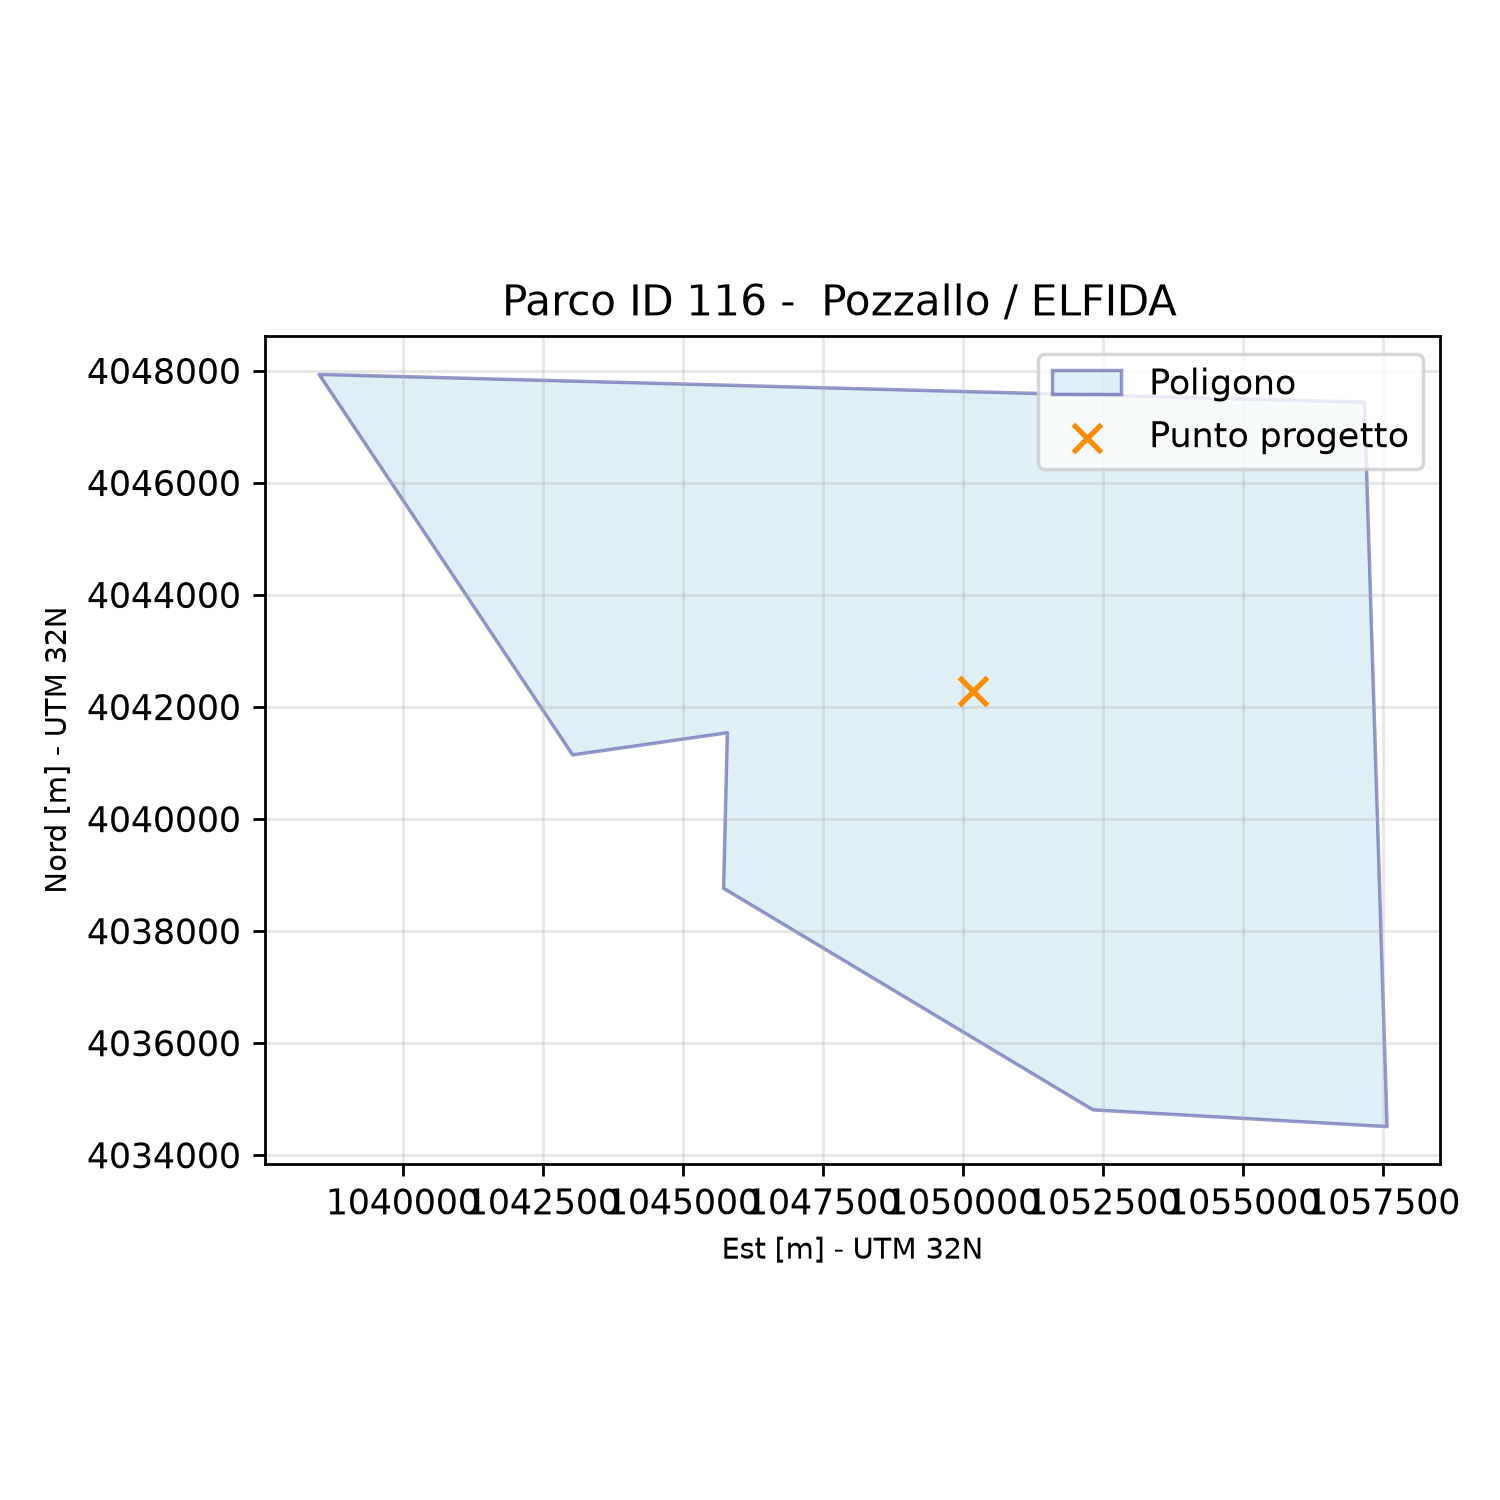 Parco ID 116 -  Pozzallo / ELFIDA
Poligono
Punto progetto
4048000
4046000
4044000
4042000
4040000
4038000
4036000
4034000
Nord [m] - UTM 32N
1040000 1042500 1045000 1047500 1050000 1052500 1055000 1057500
Est [m] - UTM 32N